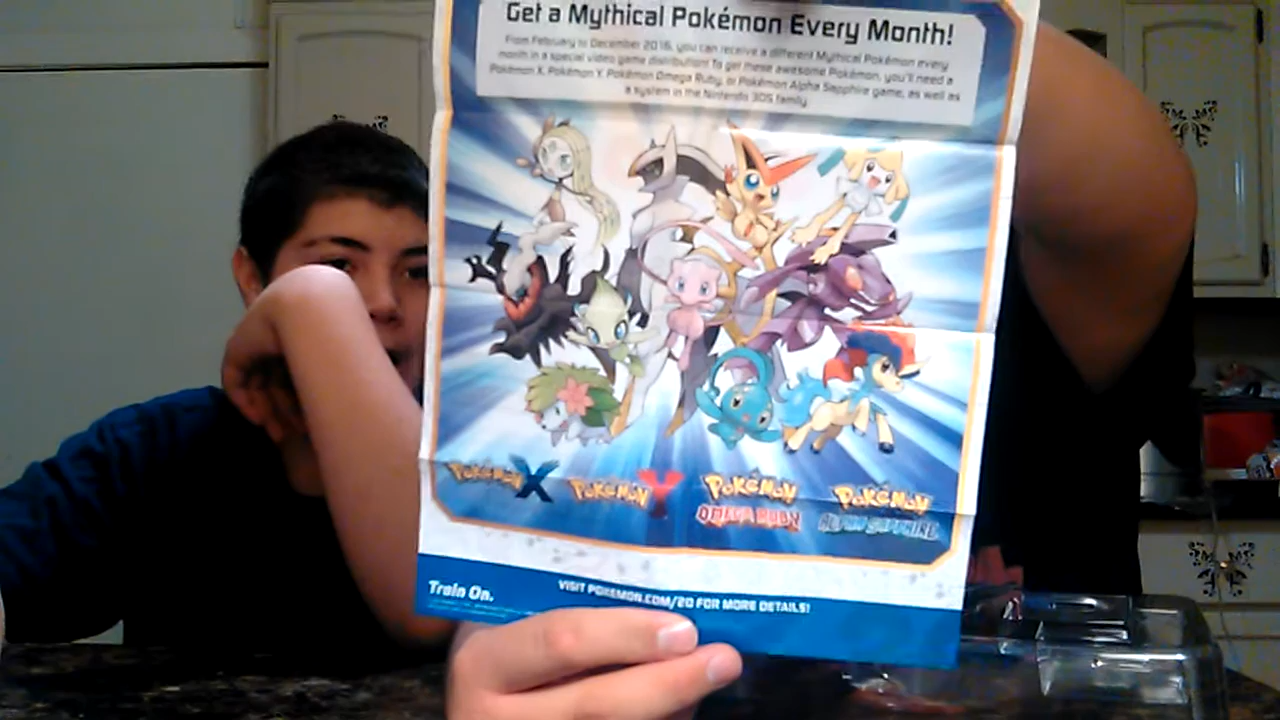 Get a Mythical Pokémon Every Month!
From February to December 2016, you can receive a different Mythical Pokémon every
month in a special video game distribution! To get these awesome Pokémon, you'll need a
Pokémon X, Pokémon Y, Pokémon Omega Ruby, or Pokémon Alpha Sapphire game, as well as
a system in the Nintendo 3DS family.
POKéMON X POKéMON Y POKéMON POKéMON
OMEGA RUBY ALPHA SAPPHIRE
Train On. VISIT POKEMON.COM/20 FOR MORE DETAILS!